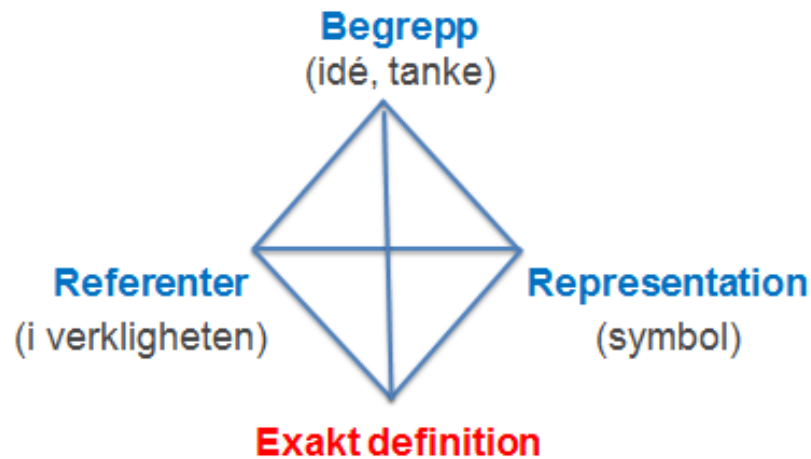 Begrepp
(idé, tanke)
Referenter
(i verkligheten)
Representation
(symbol)
Exakt definition